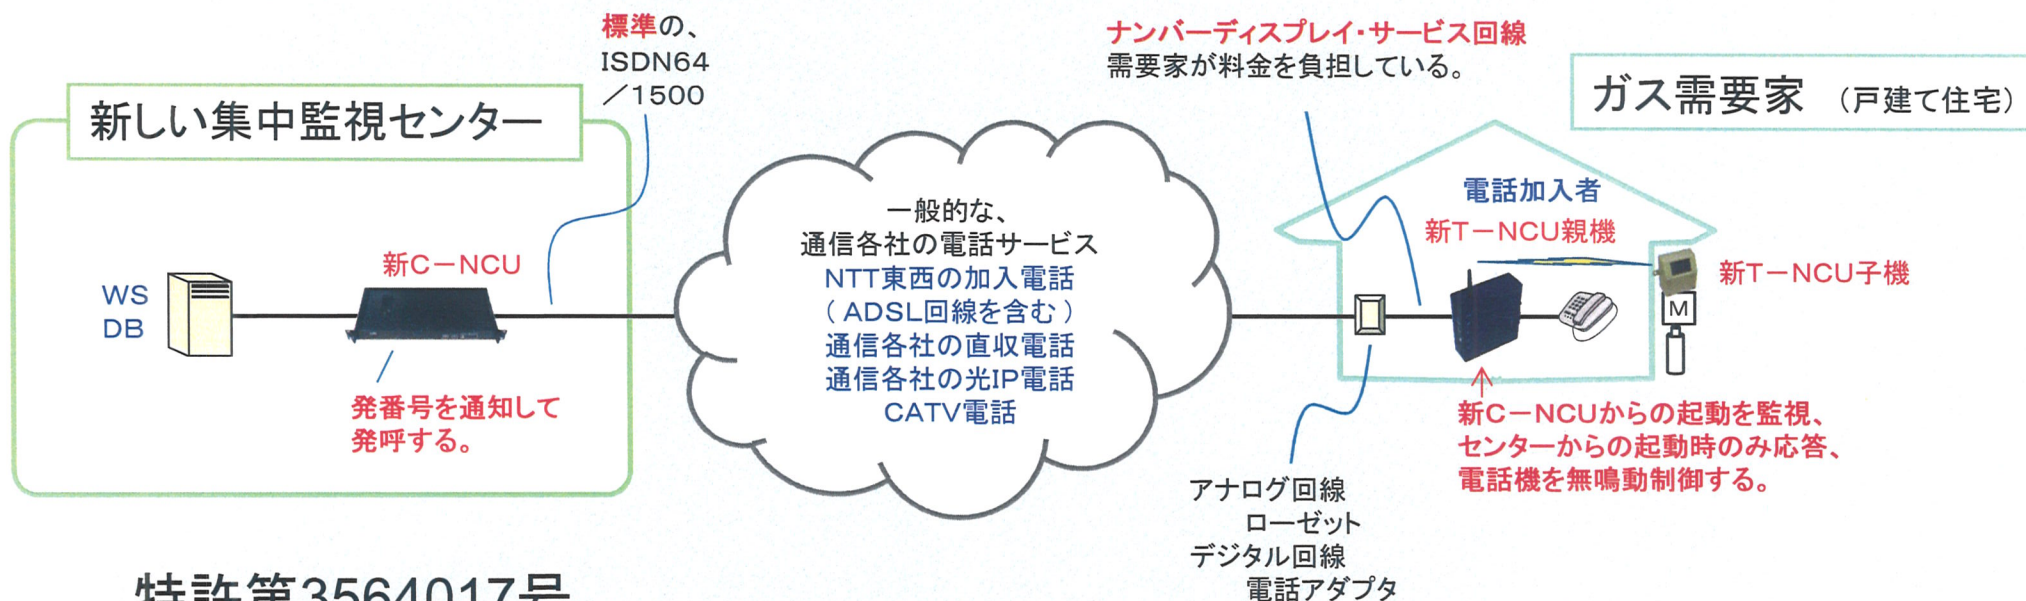 標準の、
ISDN64
／1500
ナンバーディスプレイ・サービス回線
需要家が料金を負担している。
新しい集中監視センター
ガス需要家 （戸建て住宅）
WS
DB
新C－NCU
発番号を通知して
発呼する。
一般的な、
通信各社の電話サービス
NTT東西の加入電話
（ ADSL回線を含む ）
通信各社の直収電話
通信各社の光IP電話
CATV電話
電話加入者
新T－NCU親機
新T－NCU子機
M
新C－NCUからの起動を監視、
センターからの起動時のみ応答、
電話機を無鳴動制御する。
アナログ回線
ローゼット
デジタル回線
電話アダプタ
特許第3564017号